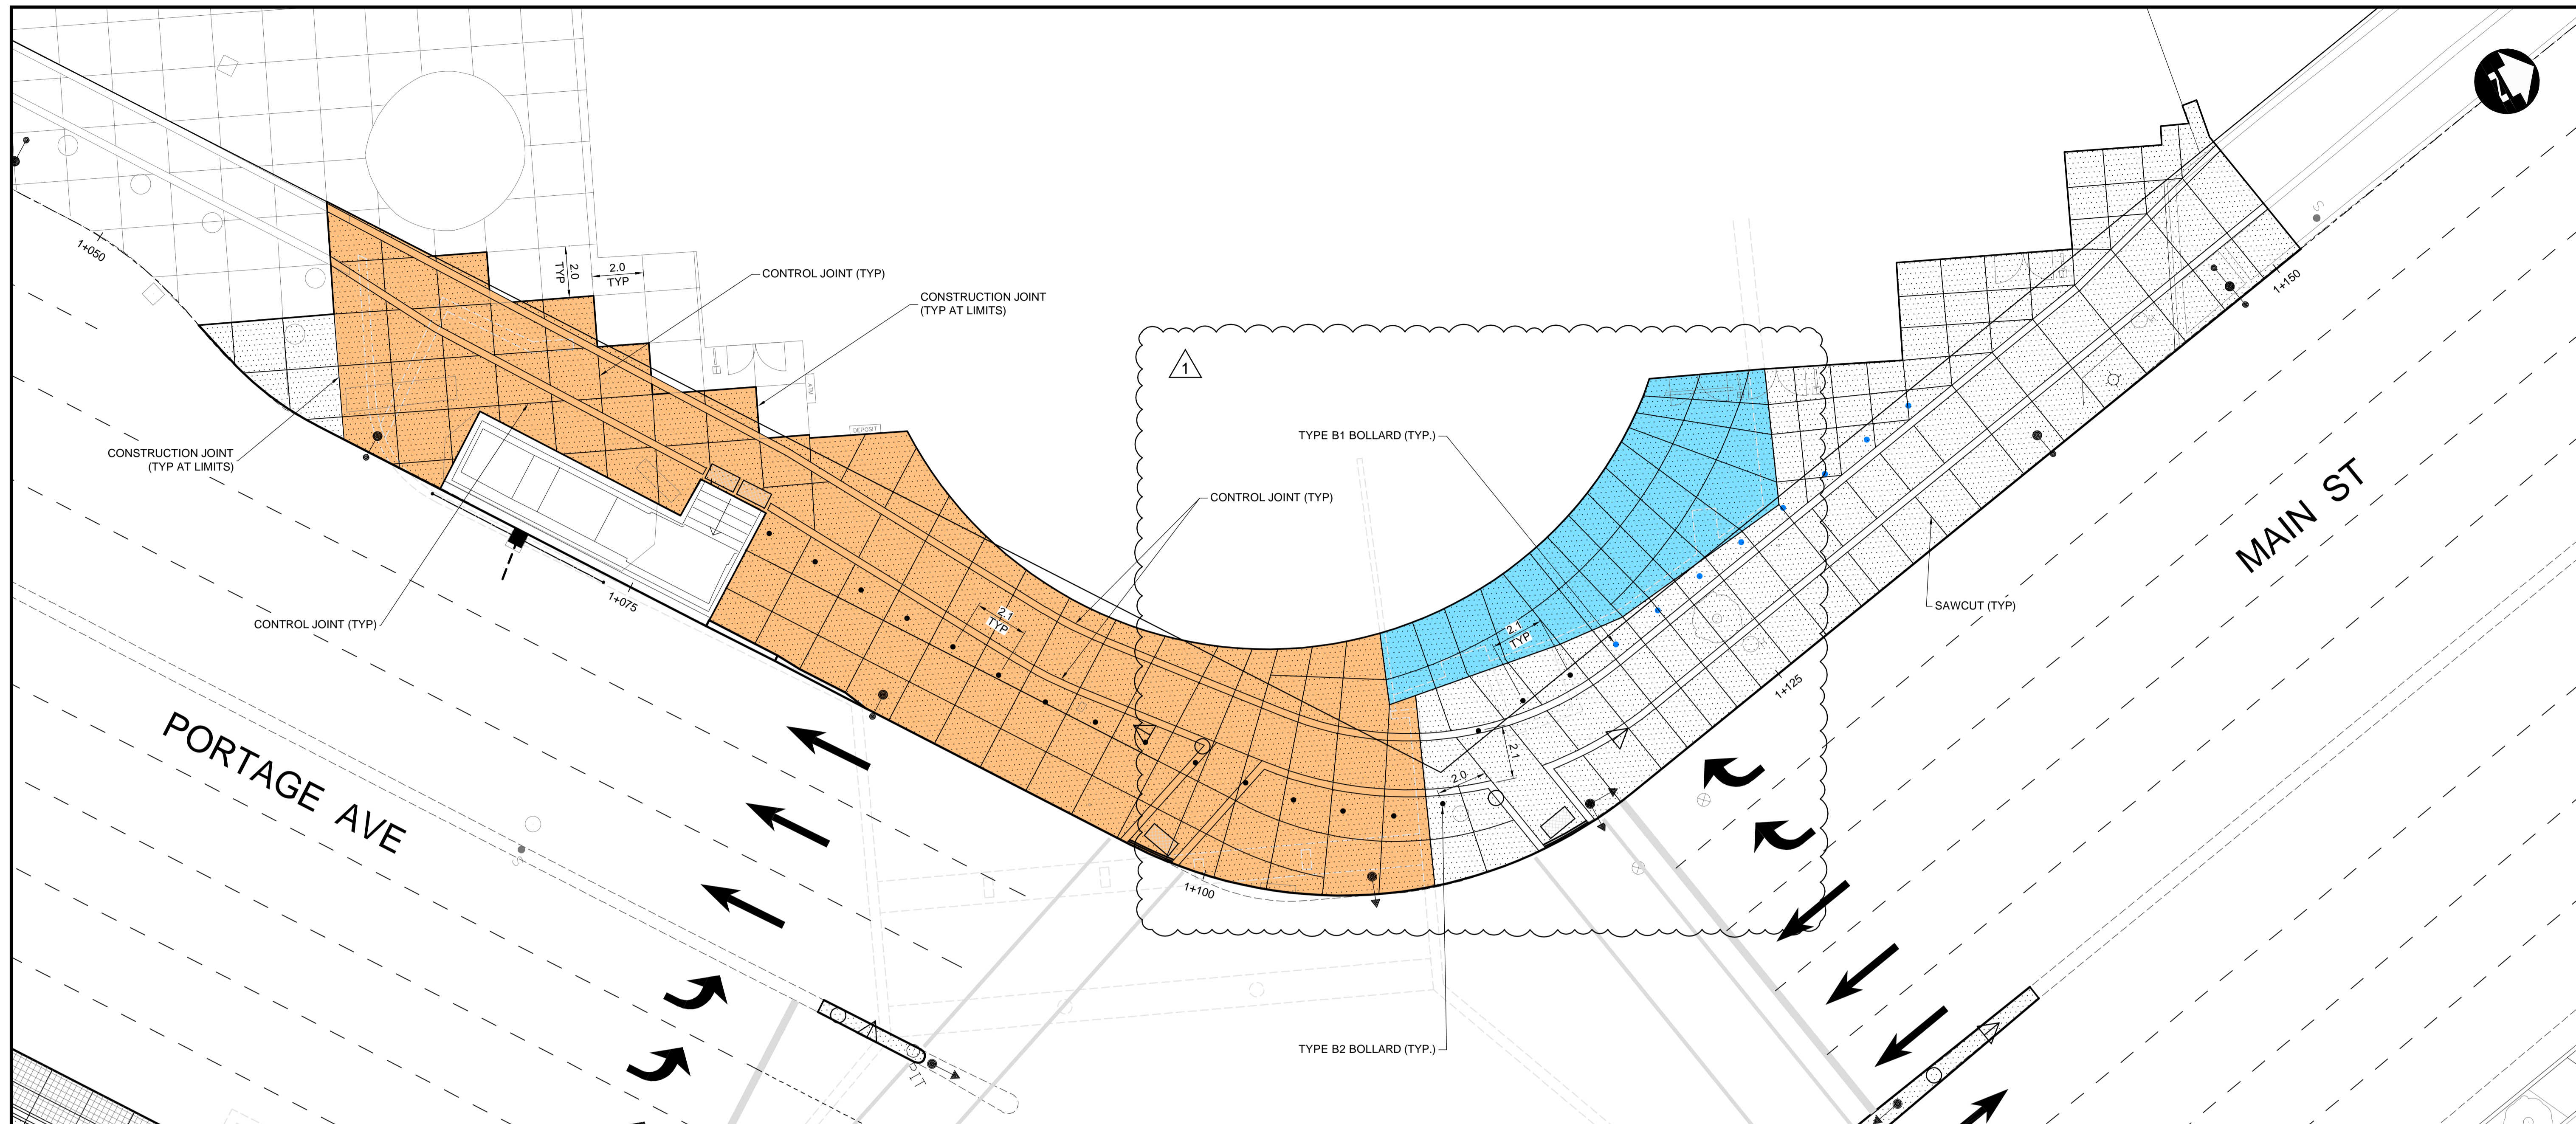 1+050
2.0
TYP
2.0
TYP
CONTROL JOINT (TYP)
CONSTRUCTION JOINT
(TYP AT LIMITS)
1+150
1
ATM
DEPOSIT
TYPE B1 BOLLARD (TYP.)
CONSTRUCTION JOINT
(TYP AT LIMITS)
CONTROL JOINT (TYP)
MAIN ST
1+075
SAWCUT (TYP)
2.1
TYP
CONTROL JOINT (TYP)
2.1
TYP
1+125
PORTAGE AVE
2.1
2.0
1+100
S
S
TYPE B2 BOLLARD (TYP.)